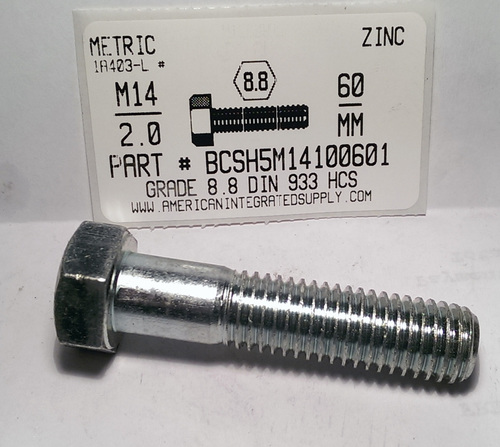 METRIC ZINC
1A403-L #
8.8
M14 60
2.0 MM
PART # BCSH5M14100601
GRADE 8.8 DIN 933 HCS
WWW.AMERICANINTEGRATEDSUPPLY.COM